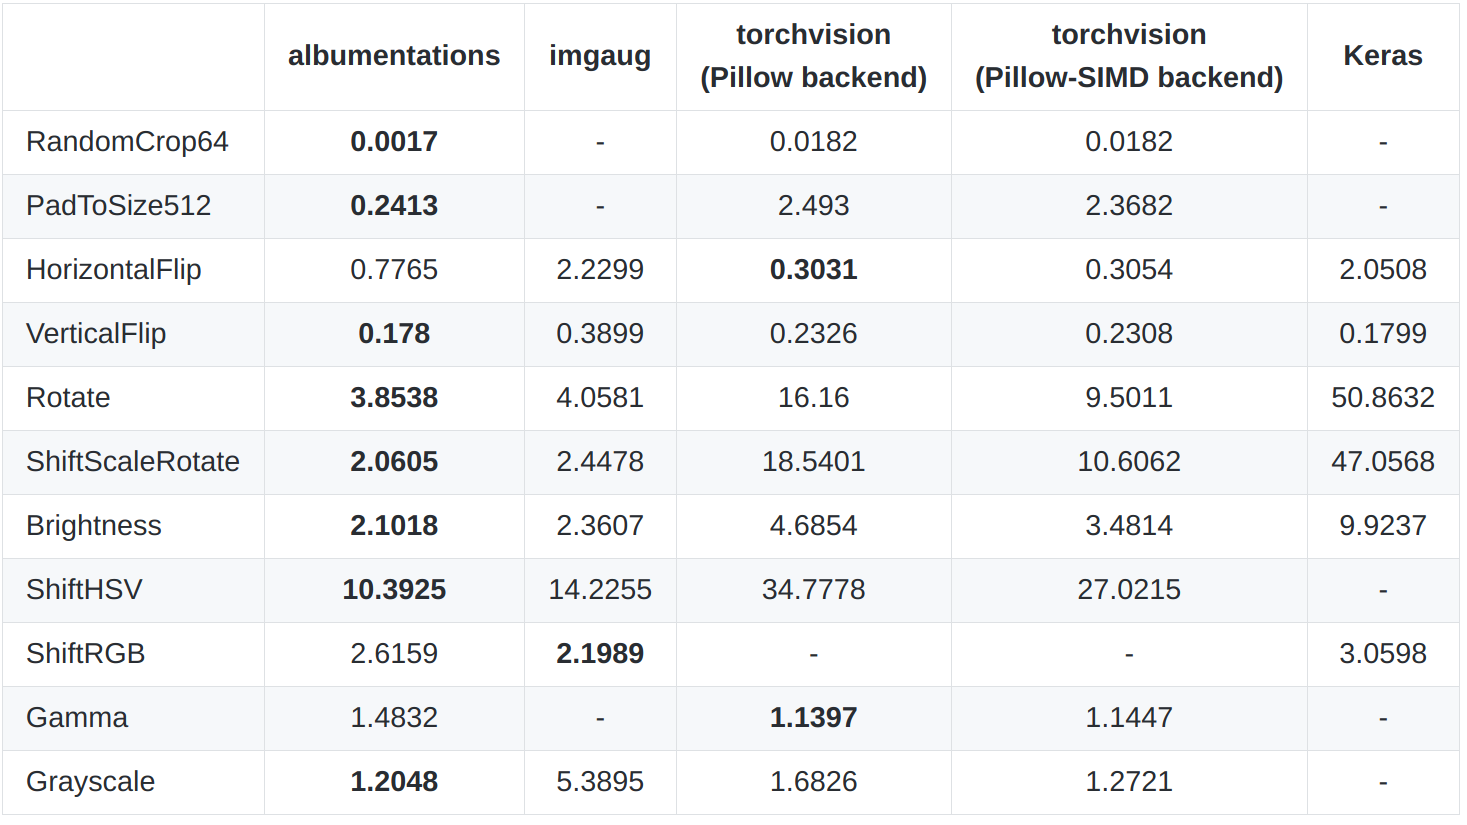 albumentations imgaug torchvision (Pillow backend) torchvision (Pillow-SIMD backend) Keras
RandomCrop64 0.0017 - 0.0182 0.0182 -
PadToSize512 0.2413 - 2.493 2.3682 -
HorizontalFlip 0.7765 2.2299 0.3031 0.3054 2.0508
VerticalFlip 0.178 0.3899 0.2326 0.2308 0.1799
Rotate 3.8538 4.0581 16.16 9.5011 50.8632
ShiftScaleRotate 2.0605 2.4478 18.5401 10.6062 47.0568
Brightness 2.1018 2.3607 4.6854 3.4814 9.9237
ShiftHSV 10.3925 14.2255 34.7778 27.0215 -
ShiftRGB 2.6159 2.1989 - - 3.0598
Gamma 1.4832 - 1.1397 1.1447 -
Grayscale 1.2048 5.3895 1.6826 1.2721 -